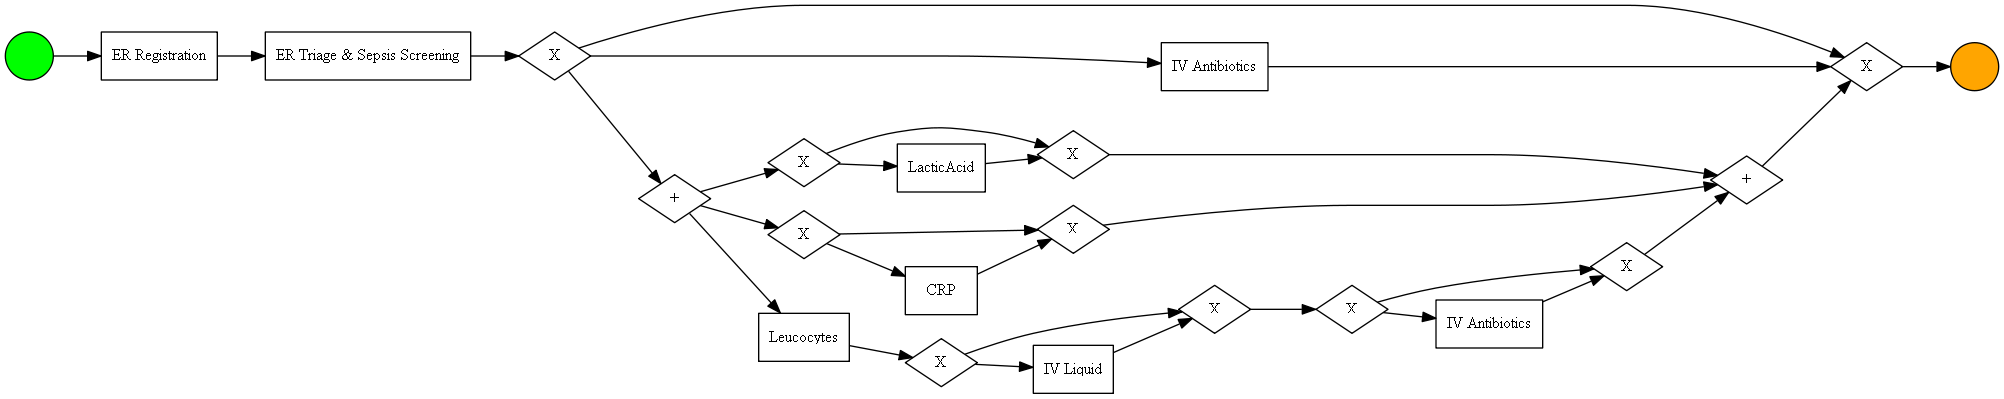 ER Registration
ER Triage & Sepsis Screening
X
IV Antibiotics
X
X
LacticAcid
X
+
X
X
CRP
+
Leucocytes
X
IV Liquid
X
X
IV Antibiotics
X